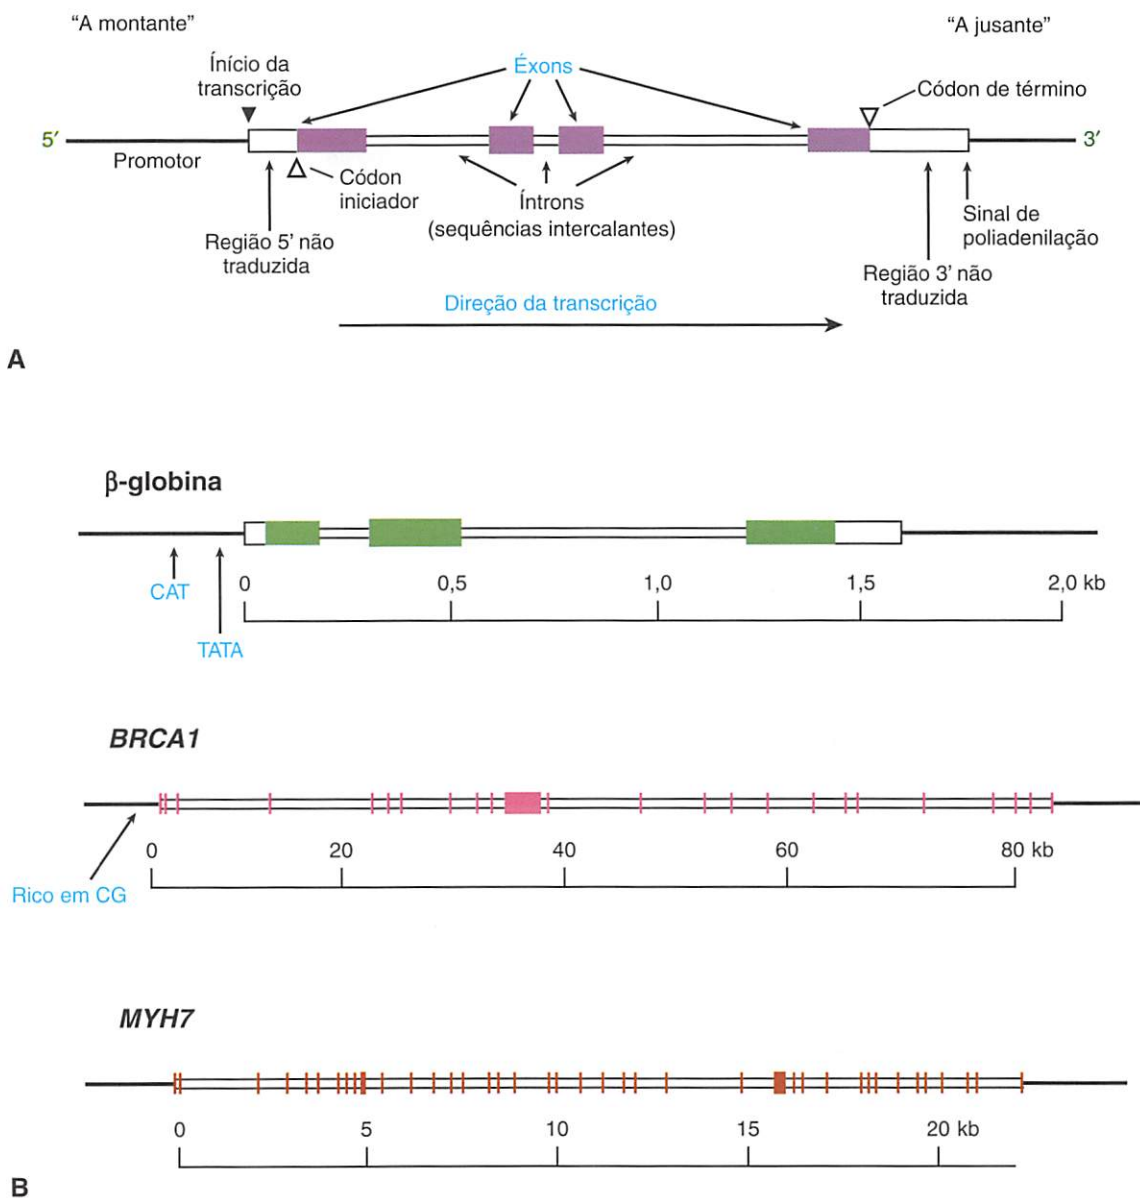 “A montante”
“A jusante”
Ínício da
transcrição
Éxons
Códon de término
5′
3′
Promotor
Códon
iniciador
Íntrons
(sequências intercalantes)
Região 5’ não
traduzida
Sinal de
poliadenilação
Região 3’ não
traduzida
Direção da transcrição
A
β-globina
CAT
TATA
0 0,5 1,0 1,5 2,0 kb
BRCA1
Rico em CG
0 20 40 60 80 kb
MYH7
0 5 10 15 20 kb
B